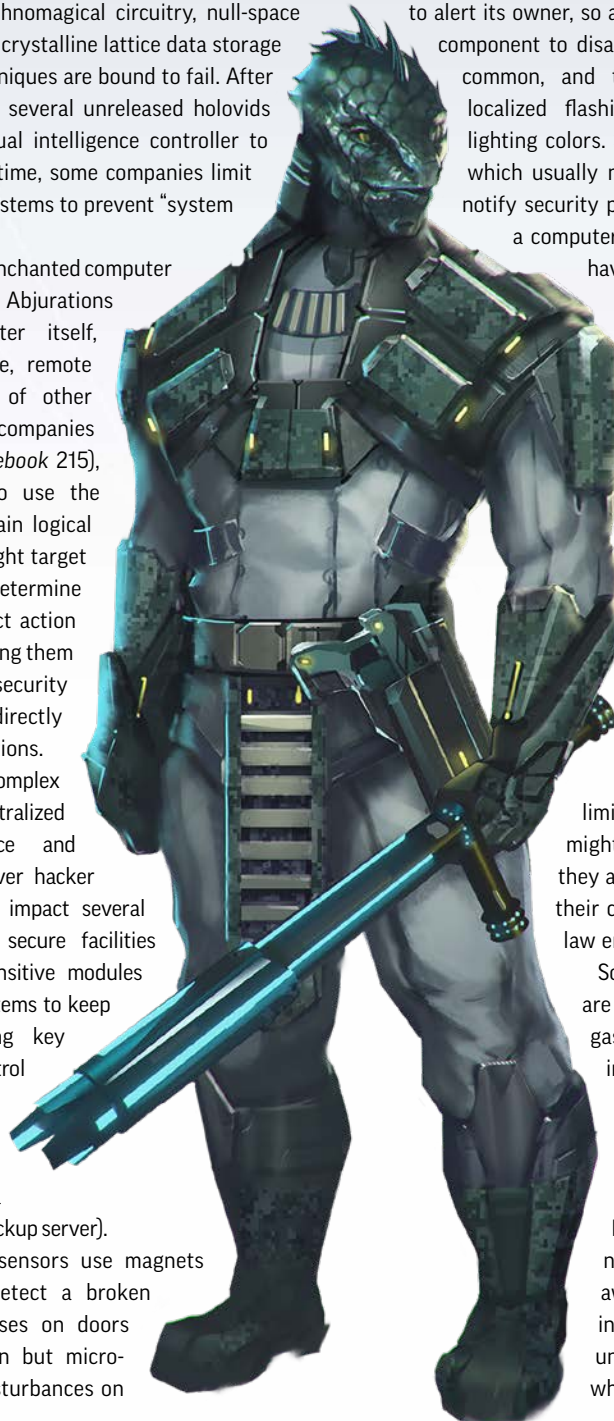 hnomagical circuitry, null-space
crystalline lattice data storage
niques are bound to fail. After
several unreleased holovids
ual intelligence controller to
time, some companies limit
stems to prevent “system
nchanted computer
Abjurations
ter itself,
e, remote
of other
companies
ebook 215),
o use the
ain logical
ght target
etermine
ct action
ng them
security
directly
ions.
omplex
tralized
ce and
ver hacker
impact several
secure facilities
nsitive modules
tems to keep
ng key
trol
ckup server).
sensors use magnets
etect a broken
ses on doors
n but micro-
sturbances on
to alert its owner, so a
component to disa
common, and t
localized flashi
lighting colors.
which usually r
notify security p
a computer
hav
limi
might
they a
their c
law en
So
are
gas
in
n
av
in
un
wh